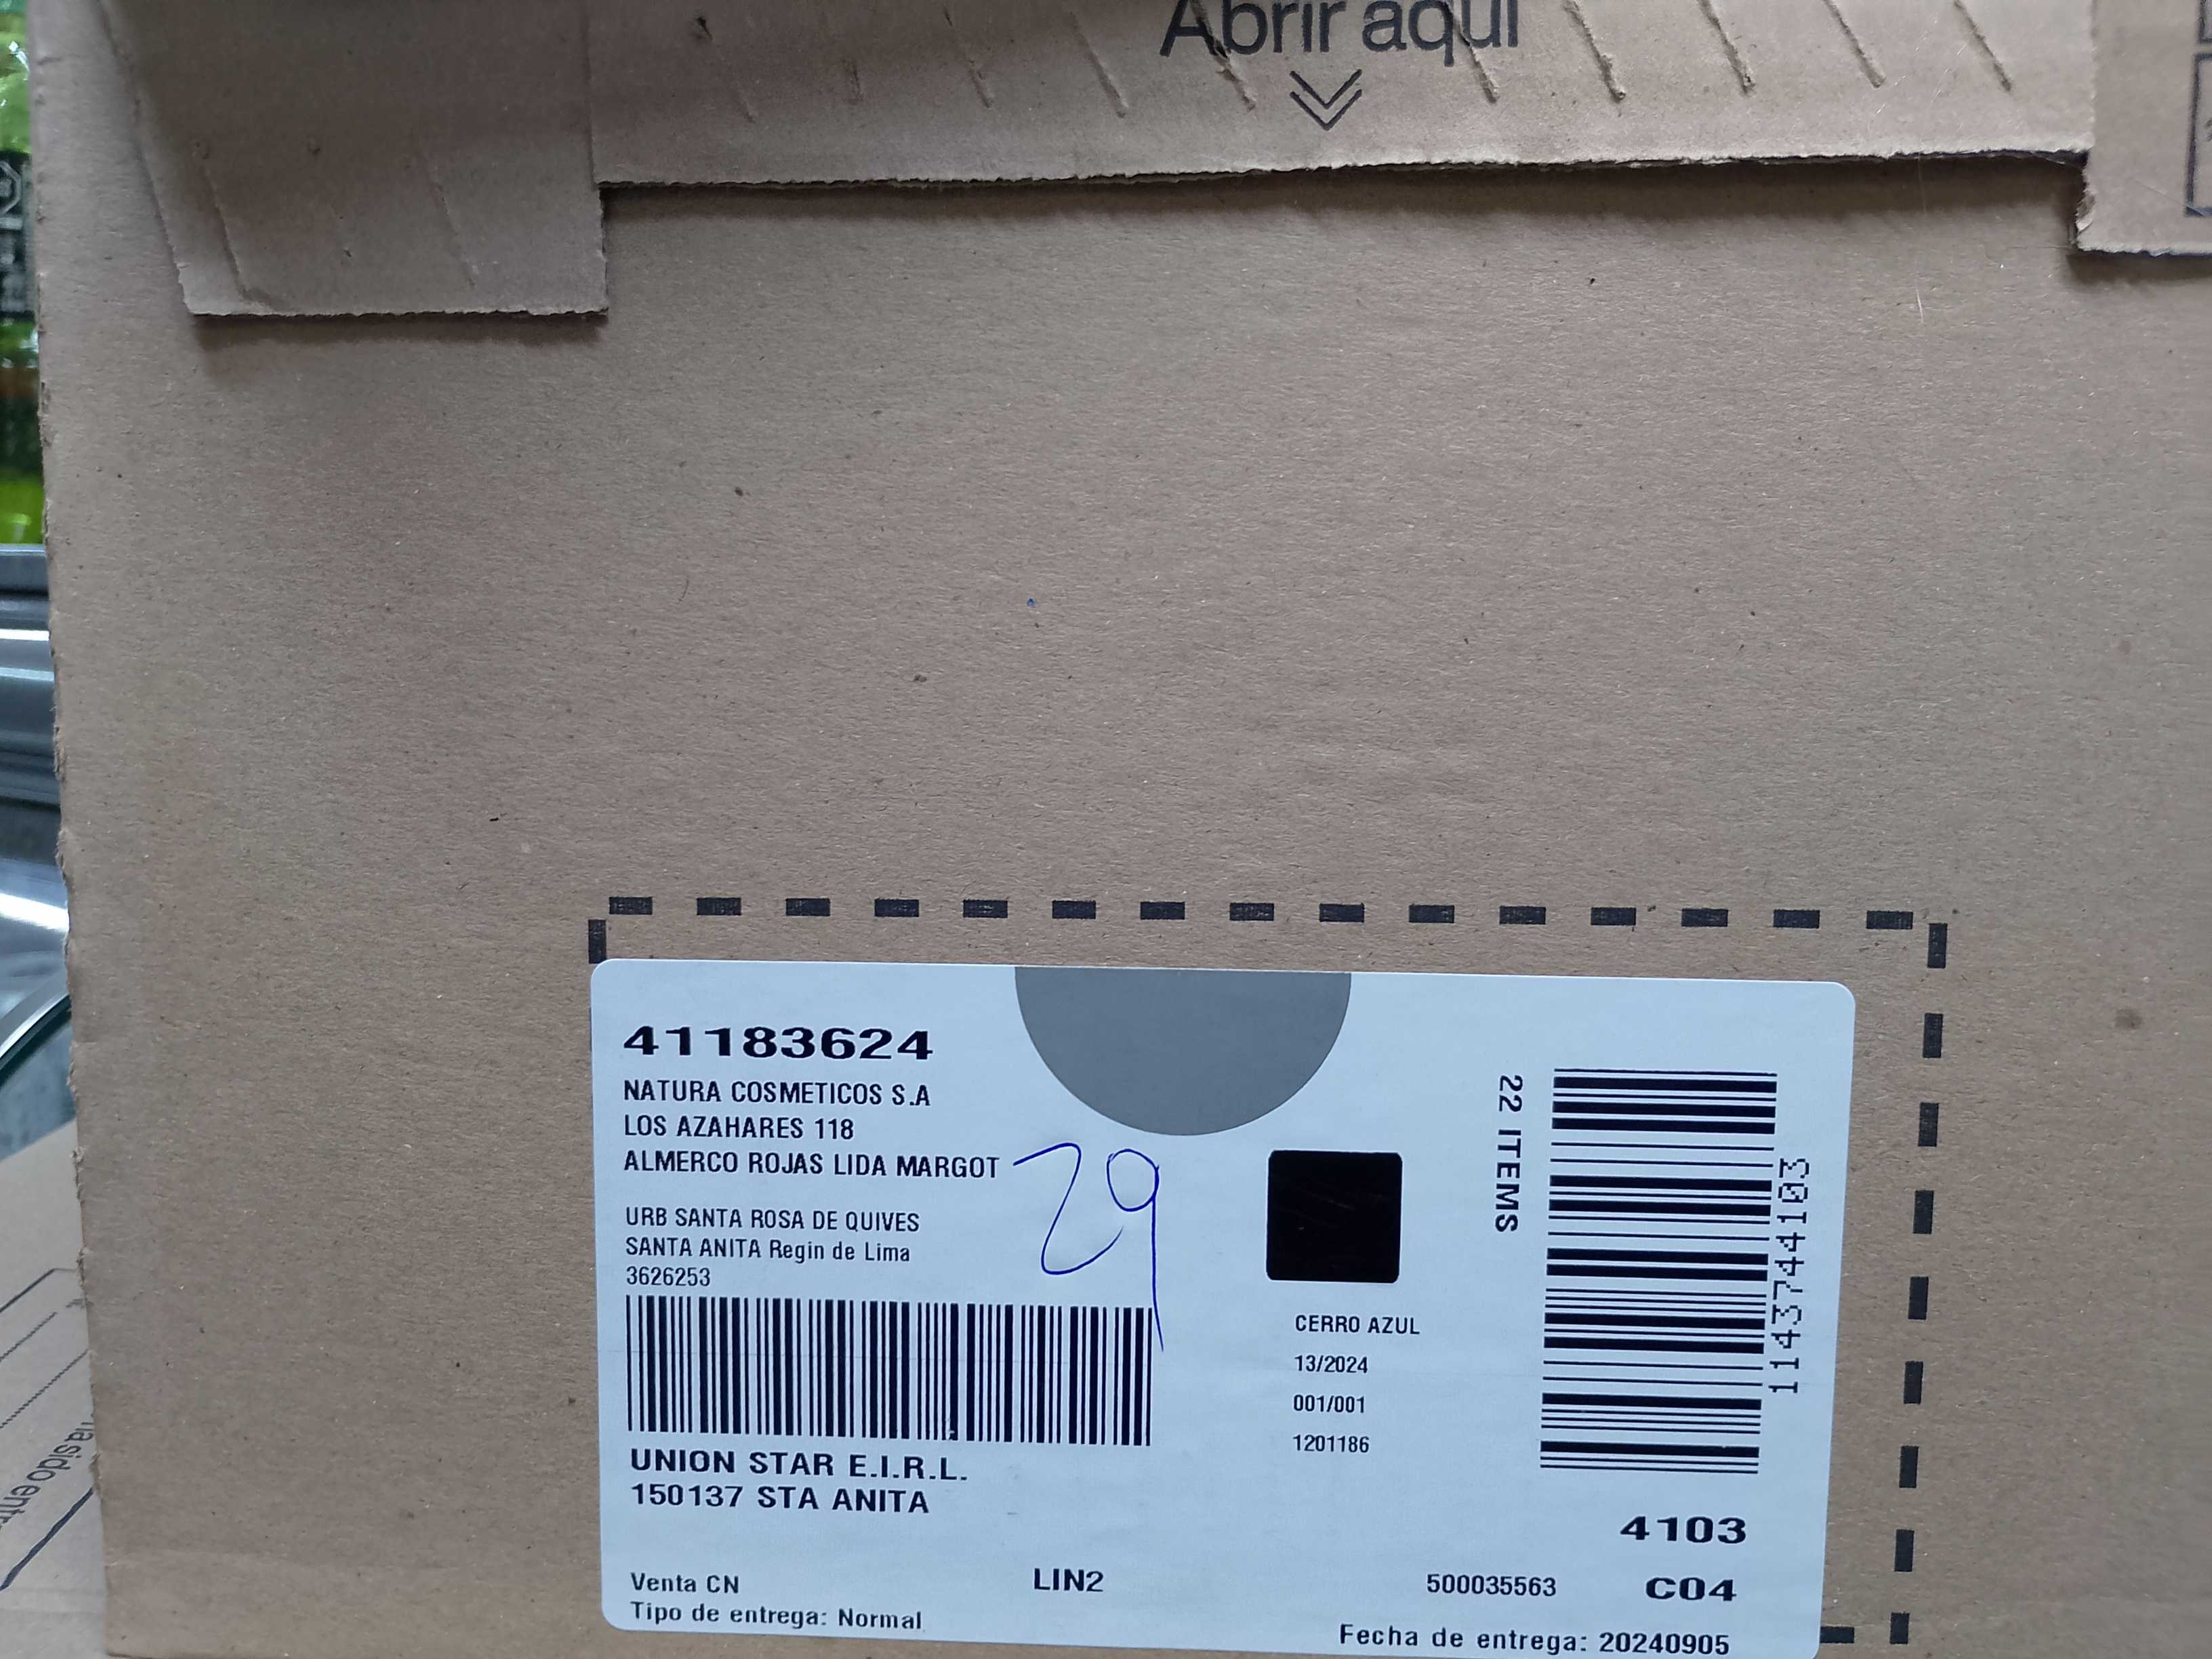 Abrir aquí
41183624
NATURA COSMETICOS S.A
LOS AZAHARES 118
ALMERCO ROJAS LIDA MARGOT
29
URB SANTA ROSA DE QUIVES
SANTA ANITA Regin de Lima
3626253
UNION STAR E.I.R.L.
150137 STA ANITA
Venta CN
Tipo de entrega: Normal
LIN2
CERRO AZUL
13/2024
001/001
1201186
22 ITEMS
11437444103
4103
500035563
C04
Fecha de entrega: 20240905